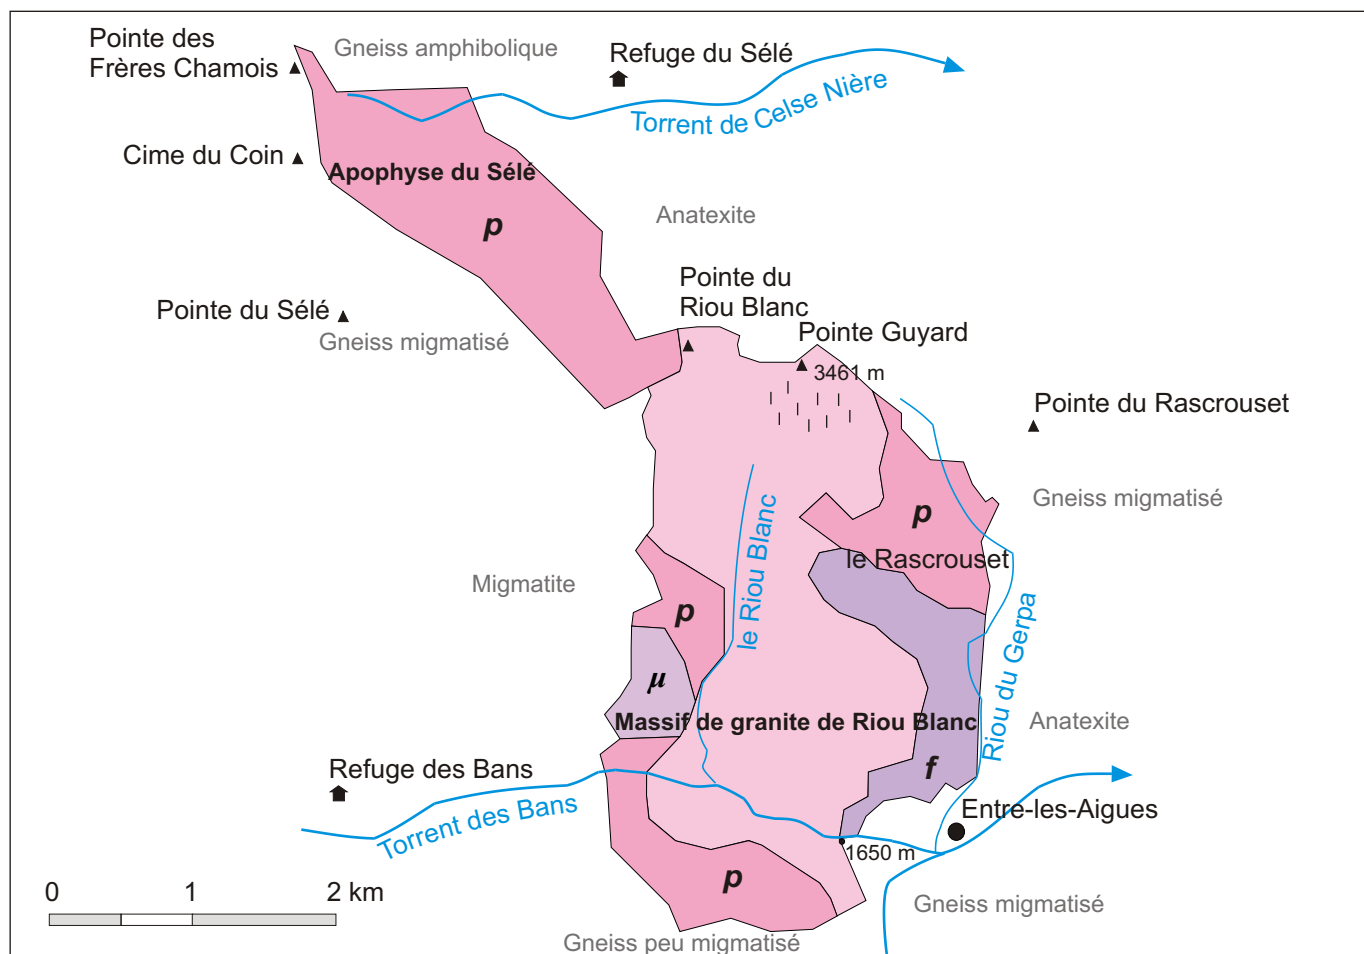 Pointe des
Frères Chamois
Gneiss amphibolique
Refuge du Sélé
Torrent de Celse Nière
Cime du Coin
Apophyse du Sélé
p
Anatexite
Pointe du Sélé
Gneiss migmatisé
Pointe du
Riou Blanc
Pointe Guyard
3461 m
Pointe du Rascrouset
Gneiss migmatisé
p
le Rascrouset
le Riou Blanc
Migmatite
p
Riou du Gerpa
µ
Massif de granite de Riou Blanc
Anatexite
f
Refuge des Bans
Torrent des Bans
Entre-les-Aigues
1650 m
p
0 1 2 km
Gneiss migmatisé
Gneiss peu migmatisé